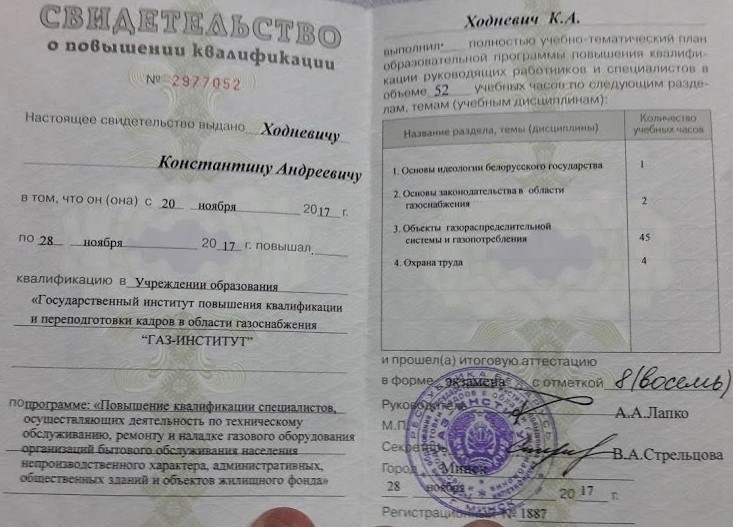 СВИДЕТЕЛЬСТВО
о повышении квалификации
№ 2977052
Настоящее свидетельство выдано Ходневичу
Константину Андреевичу
в том, что он (она) с 20 ноября 2017 г.
по 28 ноября 2017 г. повышал
квалификацию в Учреждении образования
«Государственный институт повышения квалификации
и переподготовки кадров в области газоснабжения
"ГАЗ-ИНСТИТУТ"
по программе: «Повышение квалификации специалистов,
осуществляющих деятельность по техническому
обслуживанию, ремонту и наладке газового оборудования
организаций бытового обслуживания населения
непроизводственного характера, административных,
общественных зданий и объектов жилищного фонда»
Ходневич К.А.
выполнил полностью учебно-тематический план
образовательной программы повышения квалифи-
кации руководящих работников и специалистов в
объеме 52 учебных часов по следующим разде-
лам, темам (учебным дисциплинам):
Название раздела, темы (дисциплины) Количество учебных часов
1. Основы идеологии белорусского государства 1
2. Основы законодательства в области
газоснабжения 2
3. Объекты газораспределительной
системы и газопотребления 45
4. Охрана труда 4
и прошел(а) итоговую аттестацию
в форме экзамена с отметкой 8 (восемь)
Руководитель А.А.Лапко
М.П.
Секретарь В.А.Стрельцова
Город Минск
28 ноября 2017 г.
Регистрационный № 1887